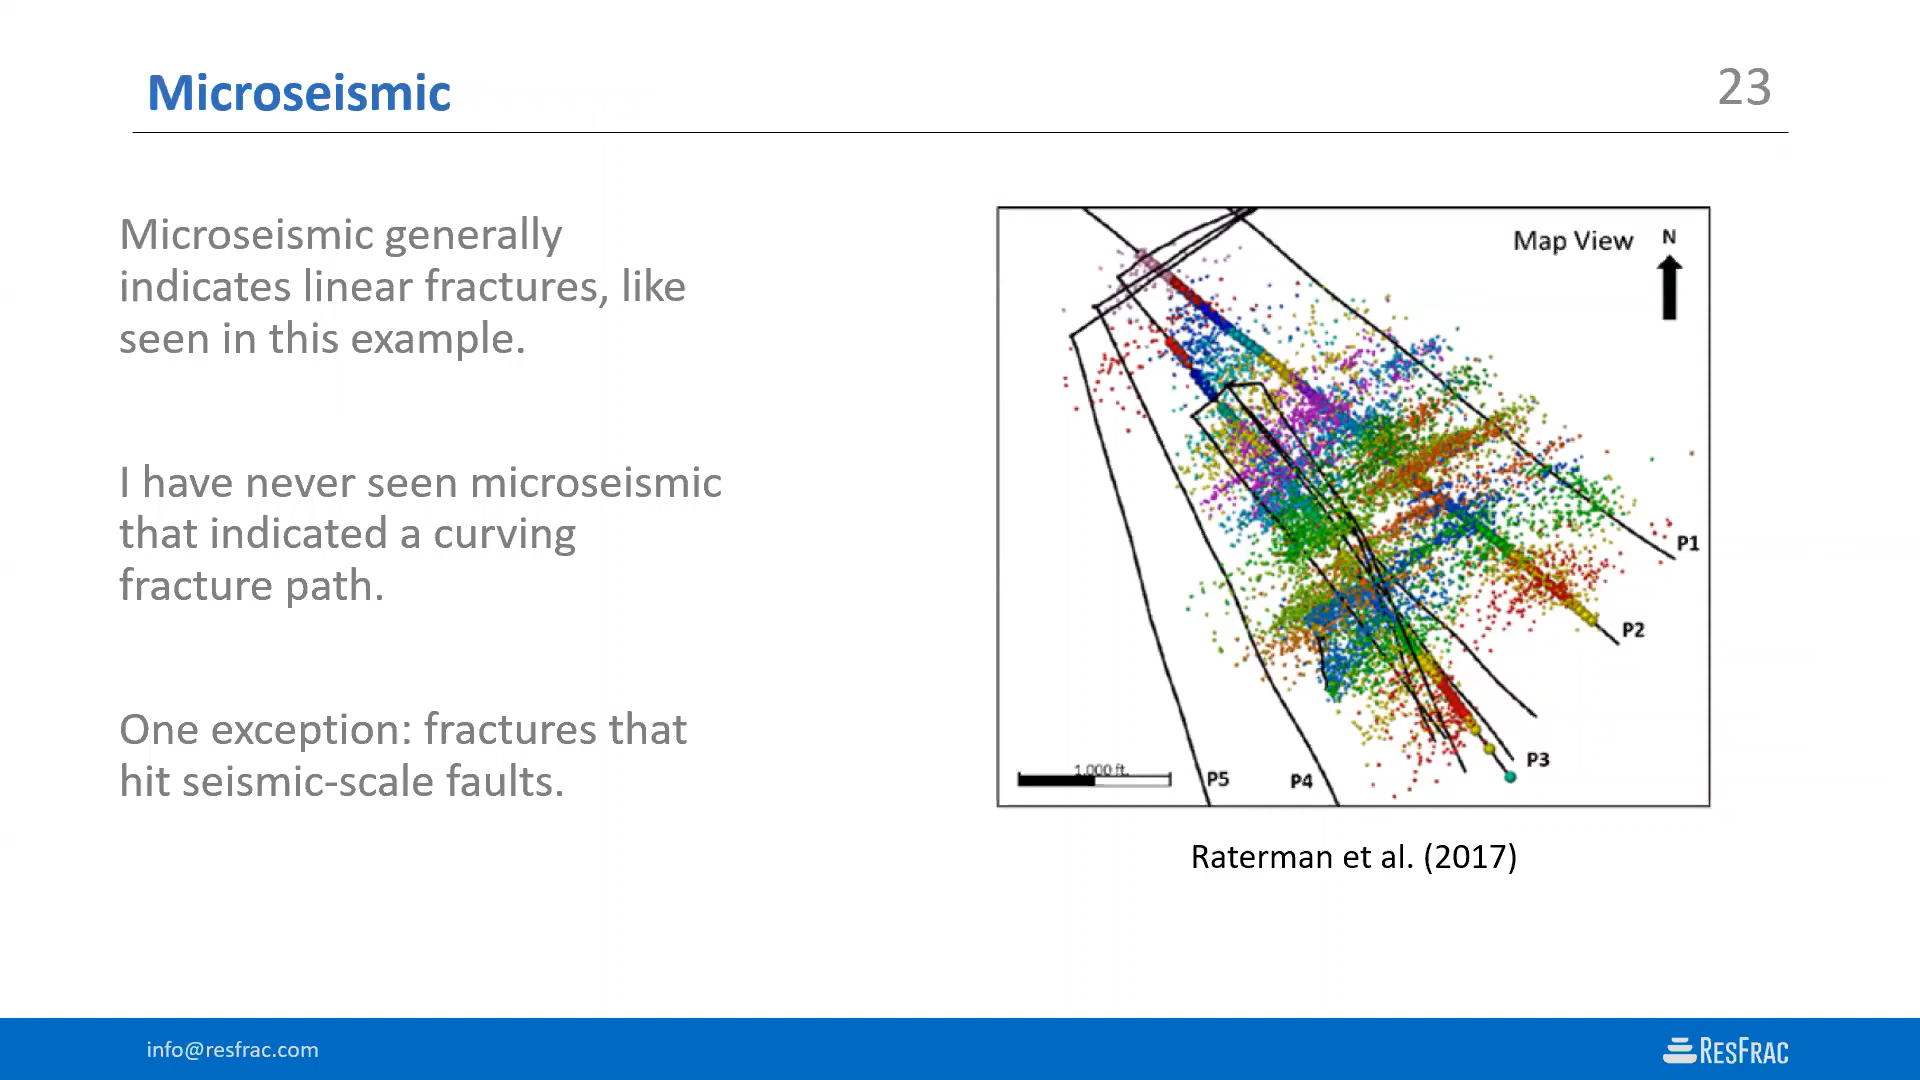 Microseismic
23
Microseismic generally
indicates linear fractures, like
seen in this example.
I have never seen microseismic
that indicated a curving
fracture path.
One exception: fractures that
hit seismic-scale faults.
Map View
N
P1
P2
P3
P4
P5
1,000 ft.
Raterman et al. (2017)
info@resfrac.com
RESFRAC